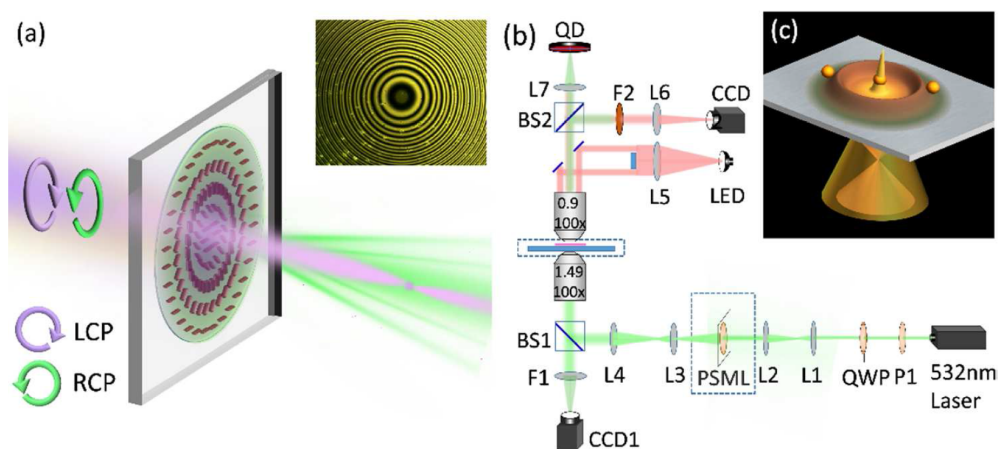 (a)
LCP
RCP
(b)
QD
L7
BS2
F2
L6
CCD
L5
LED
0.9
100x
1.49
100x
BS1
L4
L3
PSML
L2
L1
QWP
P1
532nm
Laser
F1
CCD1
(c)